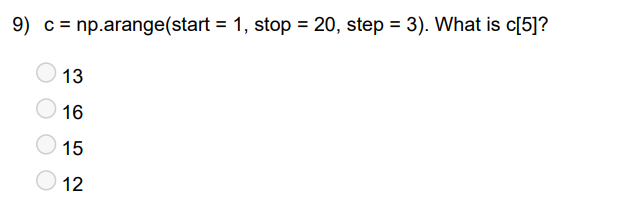 9) c = np.arange(start = 1, stop = 20, step = 3). What is c[5]?
13
16
15
12